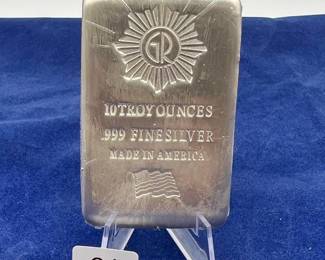 GR
10 TROY OUNCES
.999 FINE SILVER
MADE IN AMERICA